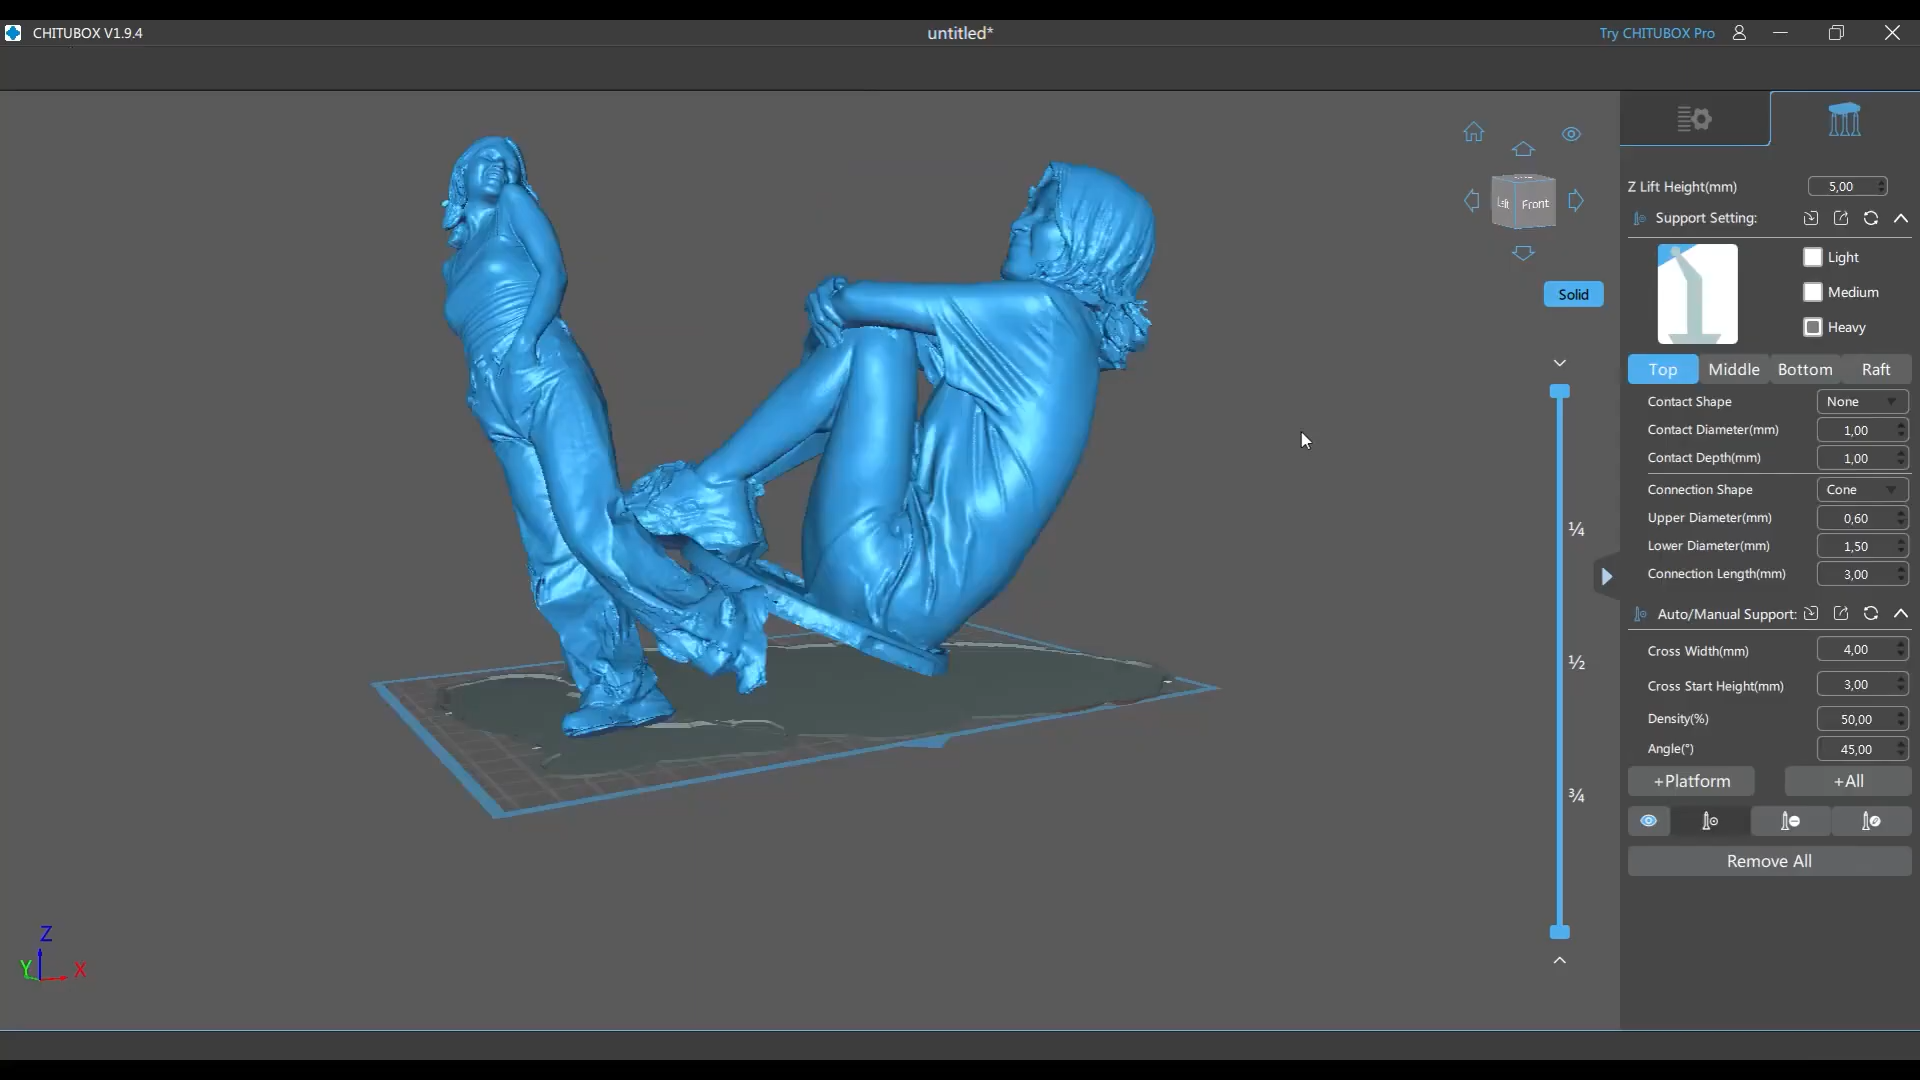 CHITUBOX V1.9.4
untitled*
Try CHITUBOX Pro
Left Front
Solid
¼
½
¾
Z
Y
X
Z Lift Height(mm) 5,00
Support Setting:
Light
Medium
Heavy
Top Middle Bottom Raft
Contact Shape None
Contact Diameter(mm) 1,00
Contact Depth(mm) 1,00
Connection Shape Cone
Upper Diameter(mm) 0,60
Lower Diameter(mm) 1,50
Connection Length(mm) 3,00
Auto/Manual Support:
Cross Width(mm) 4,00
Cross Start Height(mm) 3,00
Density(%) 50,00
Angle(°) 45,00
+Platform +All
Remove All